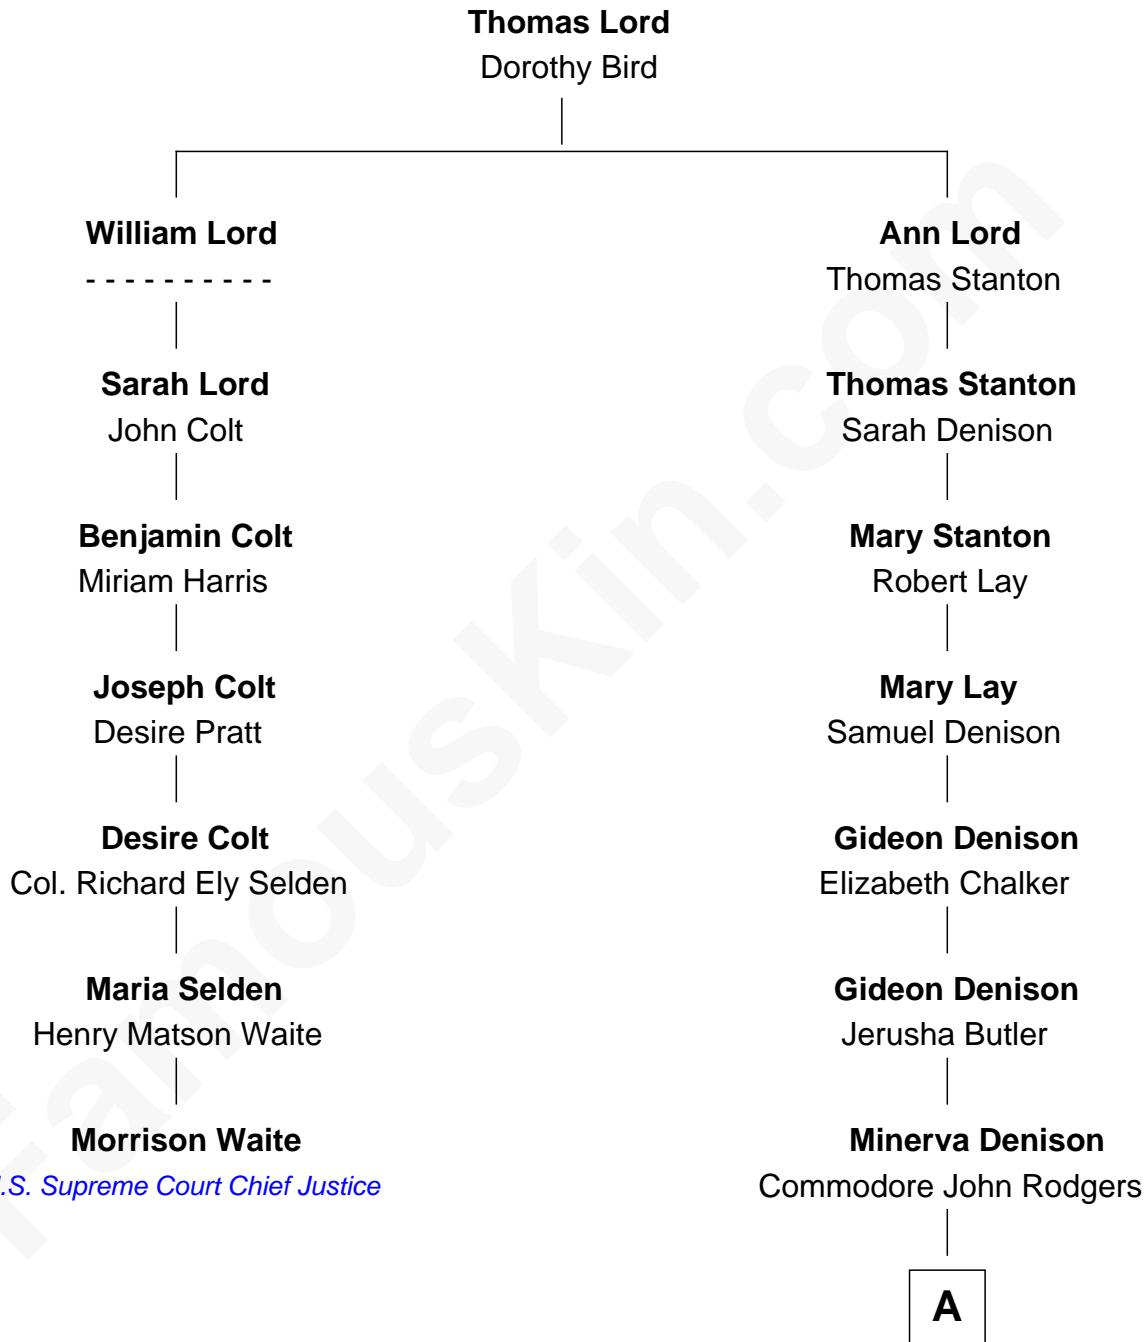 Thomas Lord
Dorothy Bird
William Lord
- - - - - - - - - -
Sarah Lord
John Colt
Benjamin Colt
Miriam Harris
Joseph Colt
Desire Pratt
Desire Colt
Col. Richard Ely Selden
Maria Selden
Henry Matson Waite
Morrison Waite
.S. Supreme Court Chief Justice
Ann Lord
Thomas Stanton
Thomas Stanton
Sarah Denison
Mary Stanton
Robert Lay
Mary Lay
Samuel Denison
Gideon Denison
Elizabeth Chalker
Gideon Denison
Jerusha Butler
Minerva Denison
Commodore John Rodgers
A
FamousKin.com